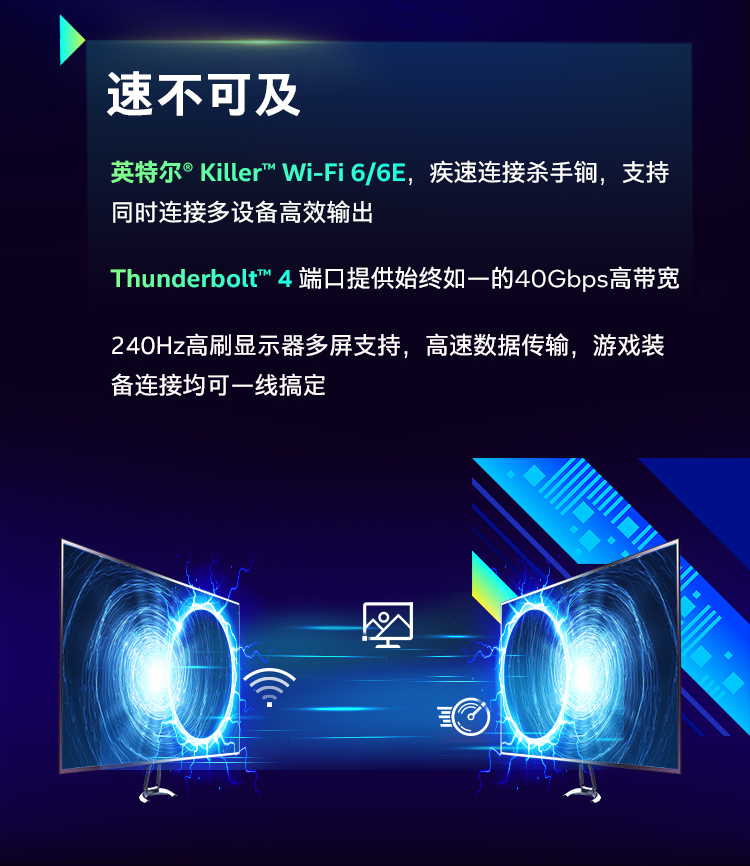 速不可及
英特尔® Killer™ Wi-Fi 6/6E，疾速连接杀手锏，支持
同时连接多设备高效输出
Thunderbolt™ 4 端口提供始终如一的40Gbps高带宽
240Hz高刷显示器多屏支持，高速数据传输，游戏装
备连接均可一线搞定